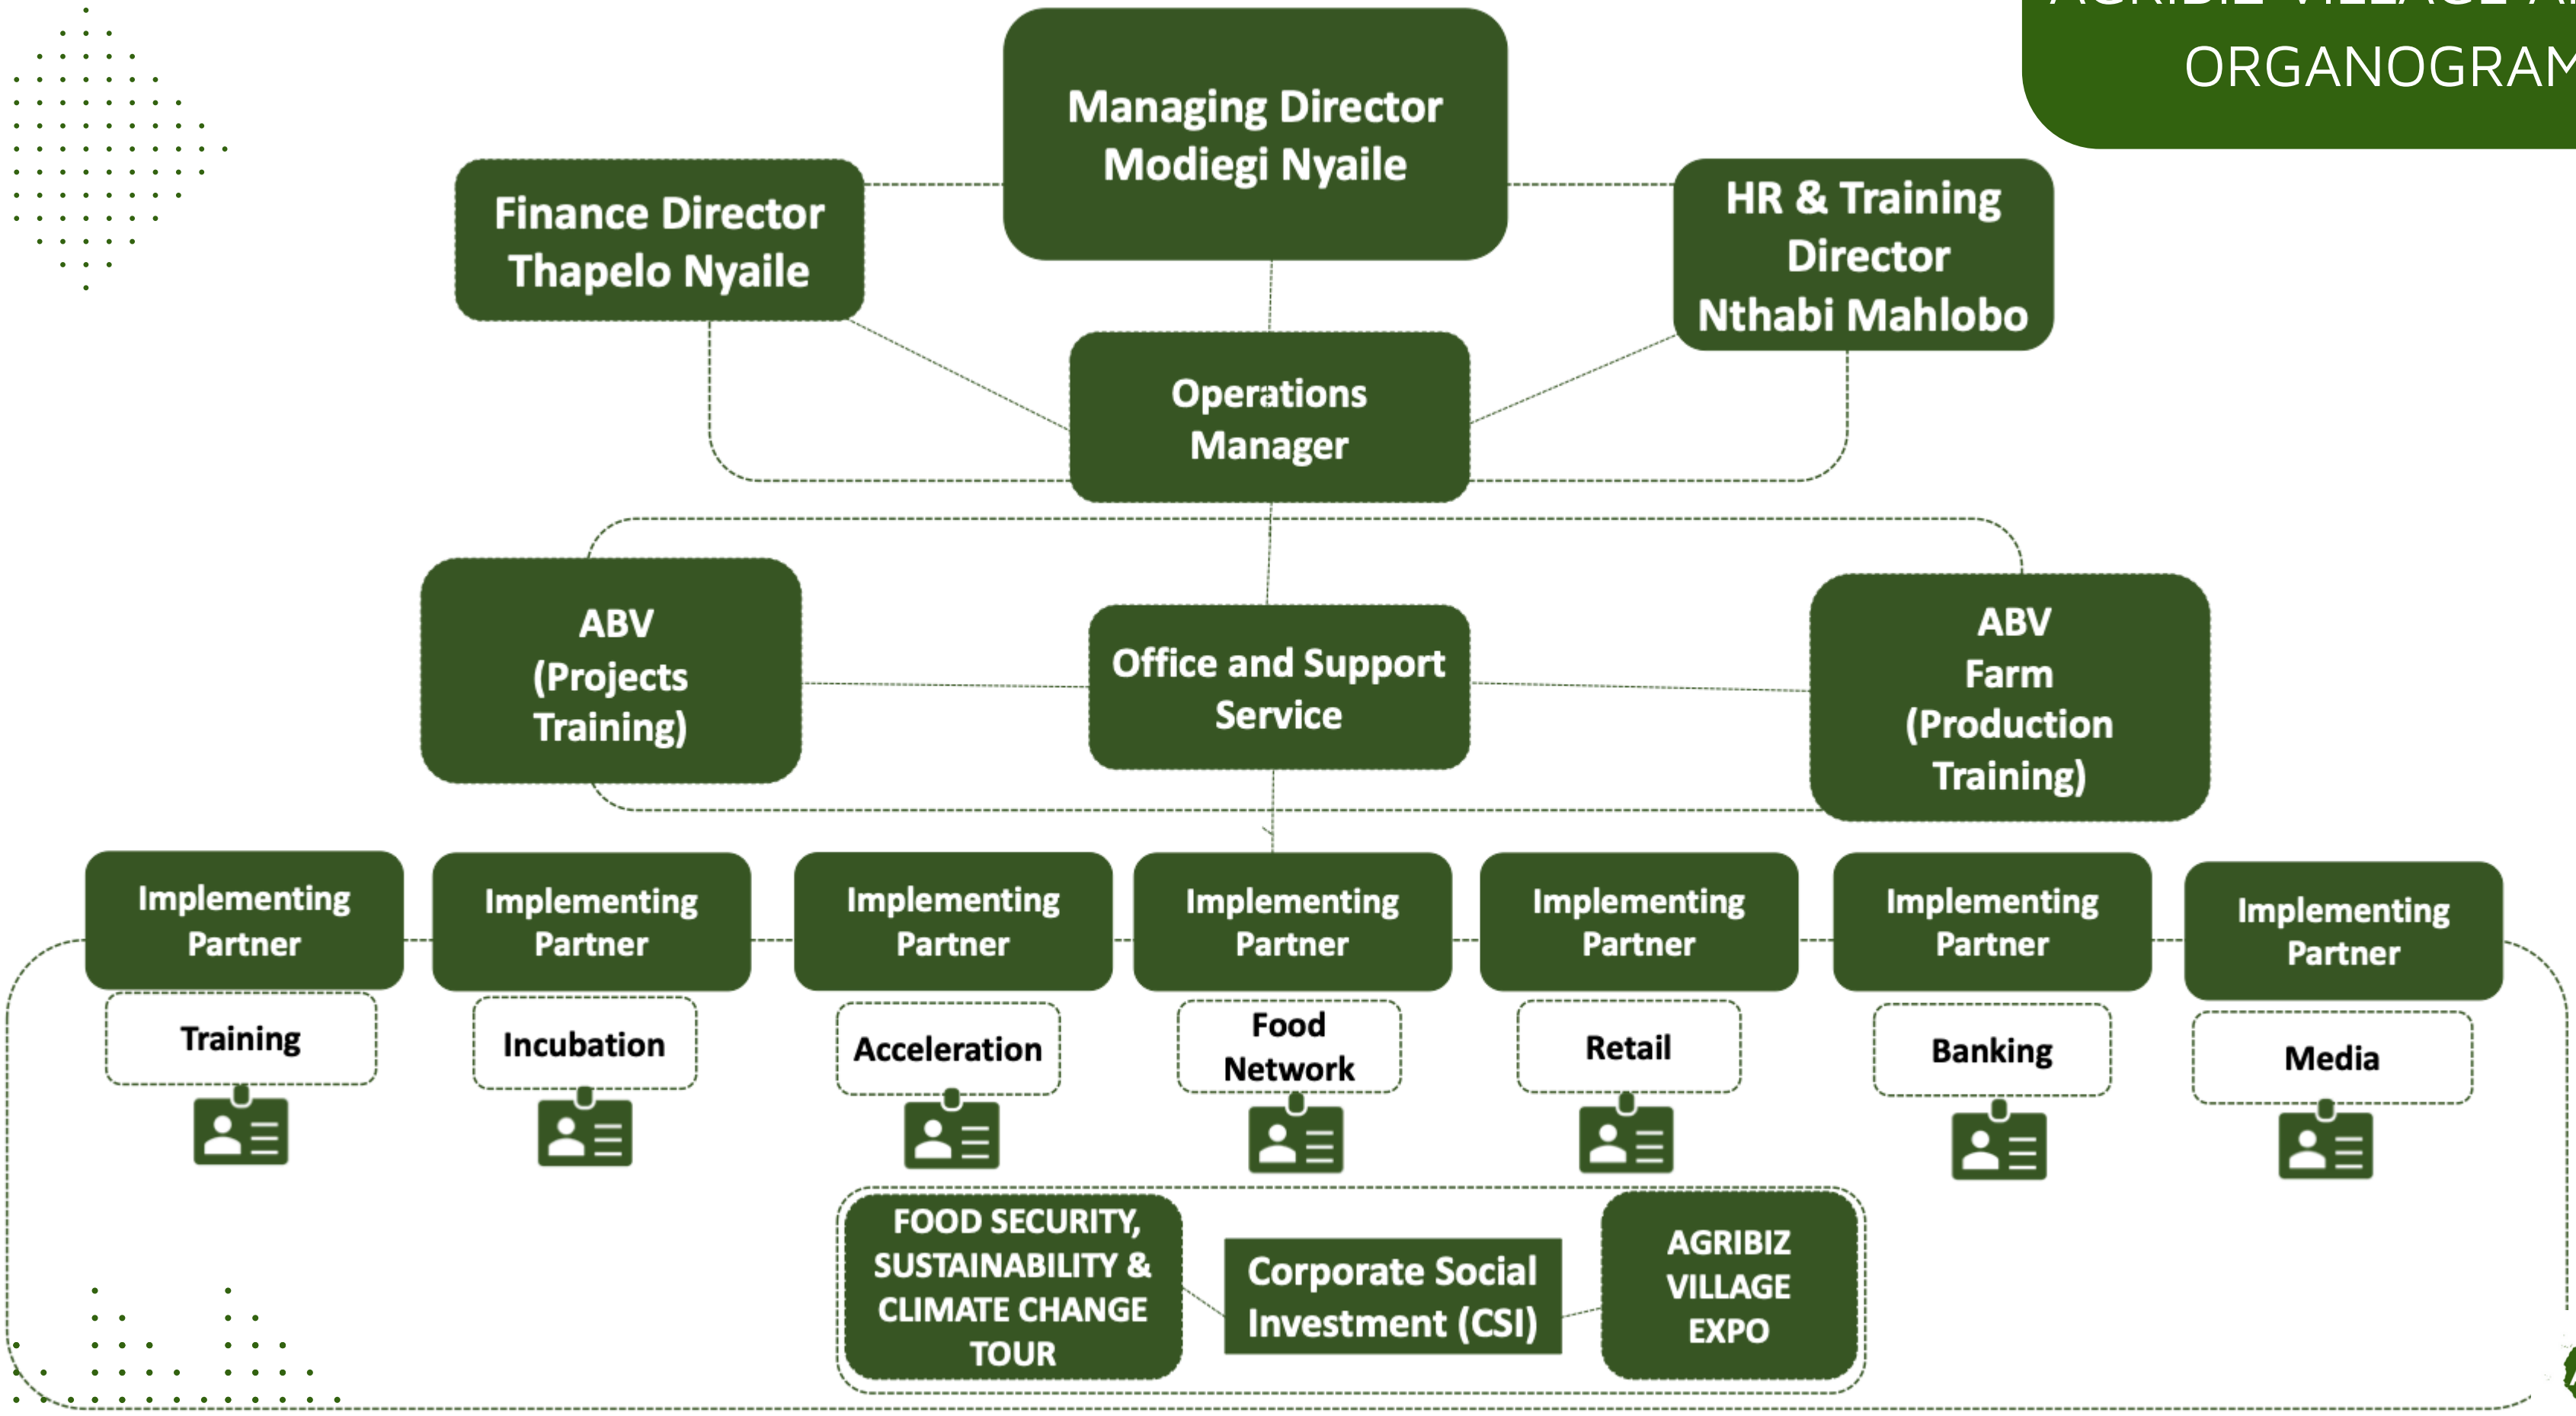 AGRIBIZ VILLAGE
ORGANOGRAM
Managing Director
Modiegi Nyaile
Finance Director
Thapelo Nyaile
HR & Training
Director
Nthabi Mahlobo
Operations
Manager
ABV
(Projects
Training)
Office and Support
Service
ABV
Farm
(Production
Training)
Implementing
Partner
Implementing
Partner
Implementing
Partner
Implementing
Partner
Implementing
Partner
Implementing
Partner
Implementing
Partner
Training
Incubation
Acceleration
Food
Network
Retail
Banking
Media
FOOD SECURITY,
SUSTAINABILITY &
CLIMATE CHANGE
TOUR
Corporate Social
Investment (CSI)
AGRIBIZ
VILLAGE
EXPO